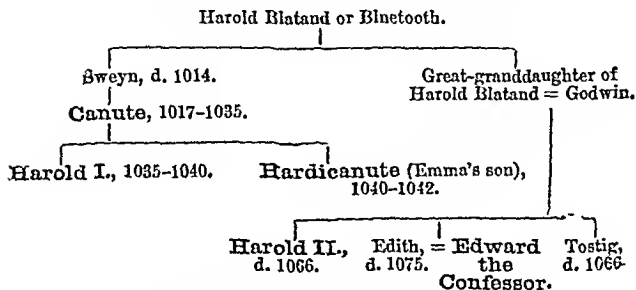 Harold Blatand or Bluetooth.
Sweyn, d. 1014.
Great-granddaughter of
Harold Blatand = Godwin.
Canute, 1017–1035.
Harold I., 1035–1040.
Hardicanute (Emma's son),
1040–1042.
Harold II.,
d. 1066.
Edith,
d. 1075.
= Edward
the
Confessor.
Tostig,
d. 1066